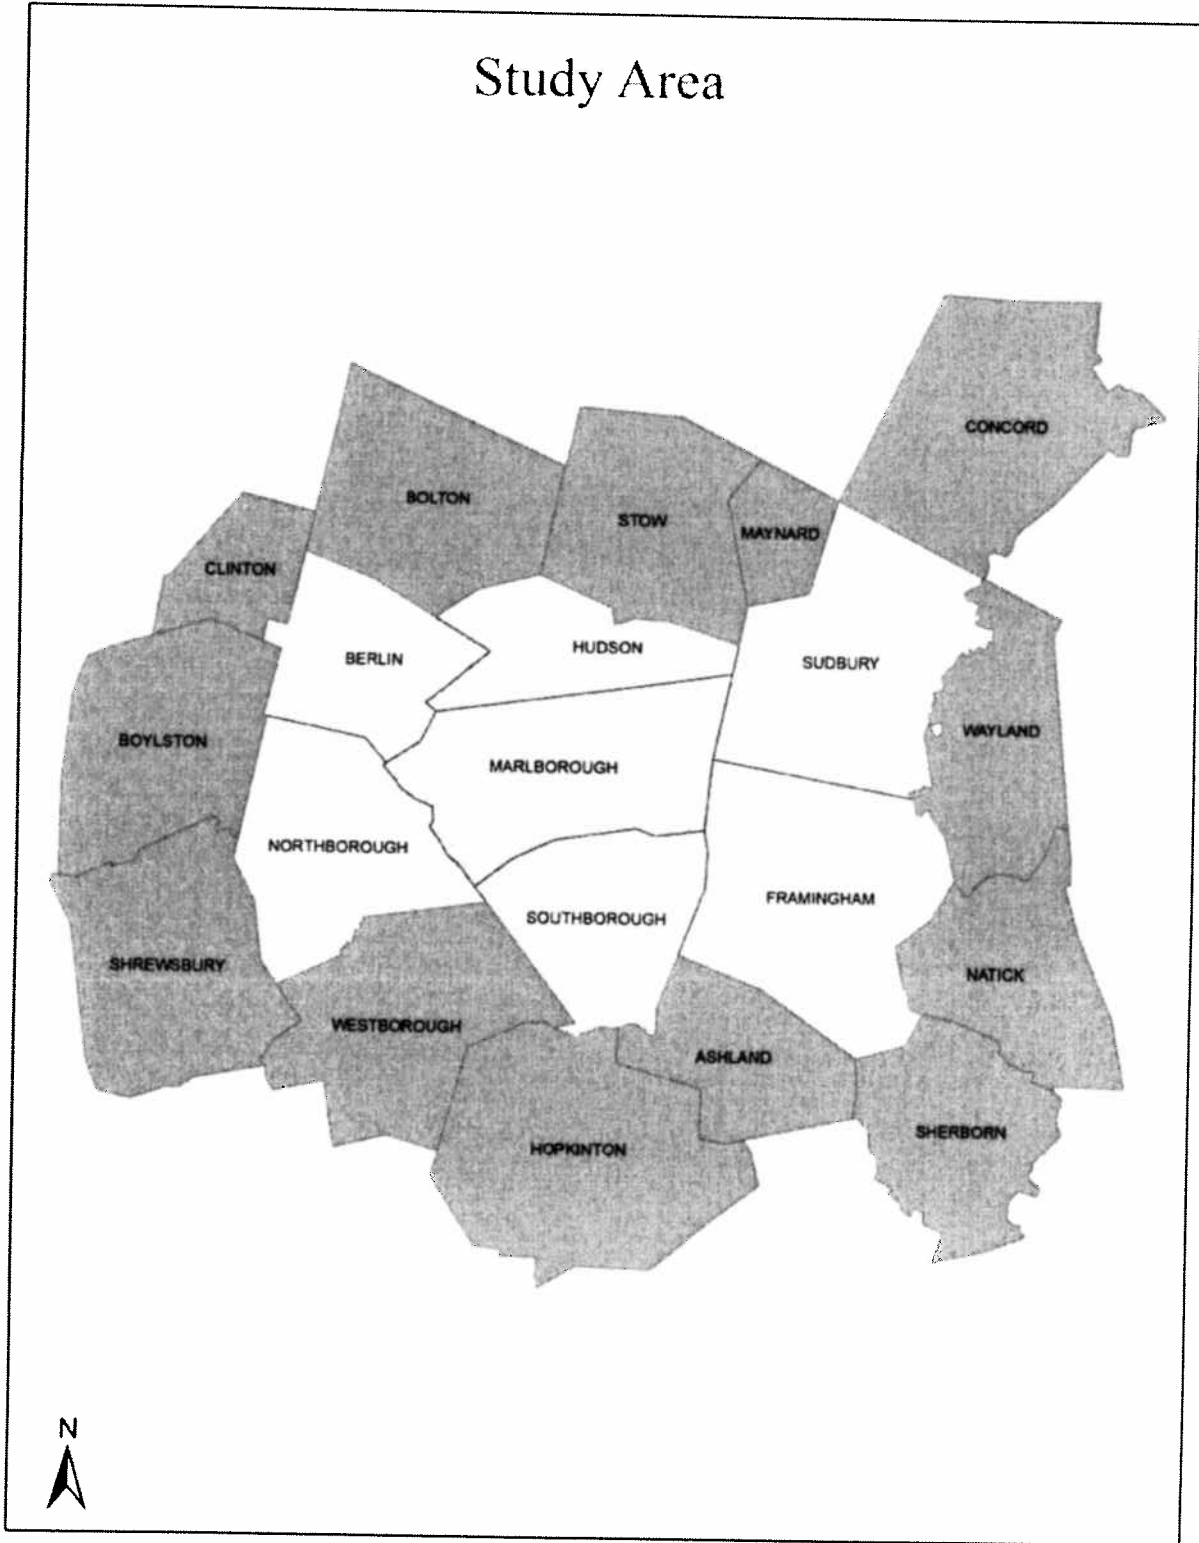 Study Area
CONCORD
BOLTON
STOW
MAYNARD
CLINTON
HUDSON
BERLIN
SUDBURY
WAYLAND
BOYLSTON
MARLBOROUGH
NORTHBOROUGH
FRAMINGHAM
SOUTHBOROUGH
SHREWSBURY
NATICK
WESTBOROUGH
ASHLAND
SHERBORN
HOPKINTON
N